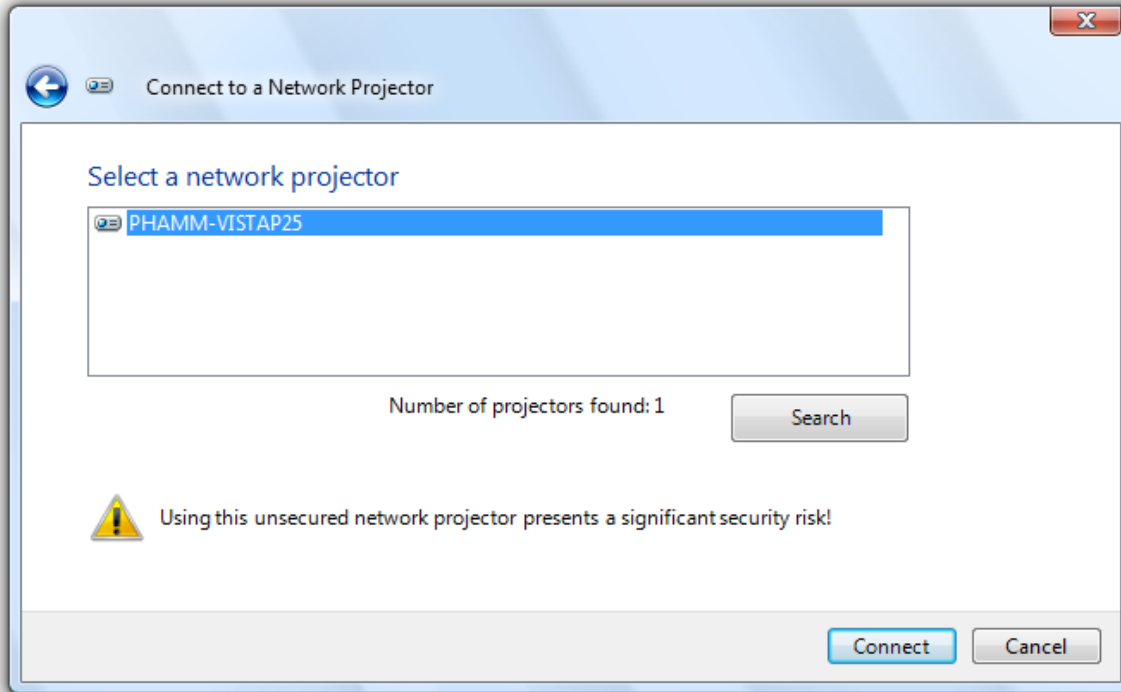 Connect to a Network Projector
Select a network projector
PHAMM-VISTAP25
Number of projectors found: 1
Search
Using this unsecured network projector presents a significant security risk!
Connect
Cancel